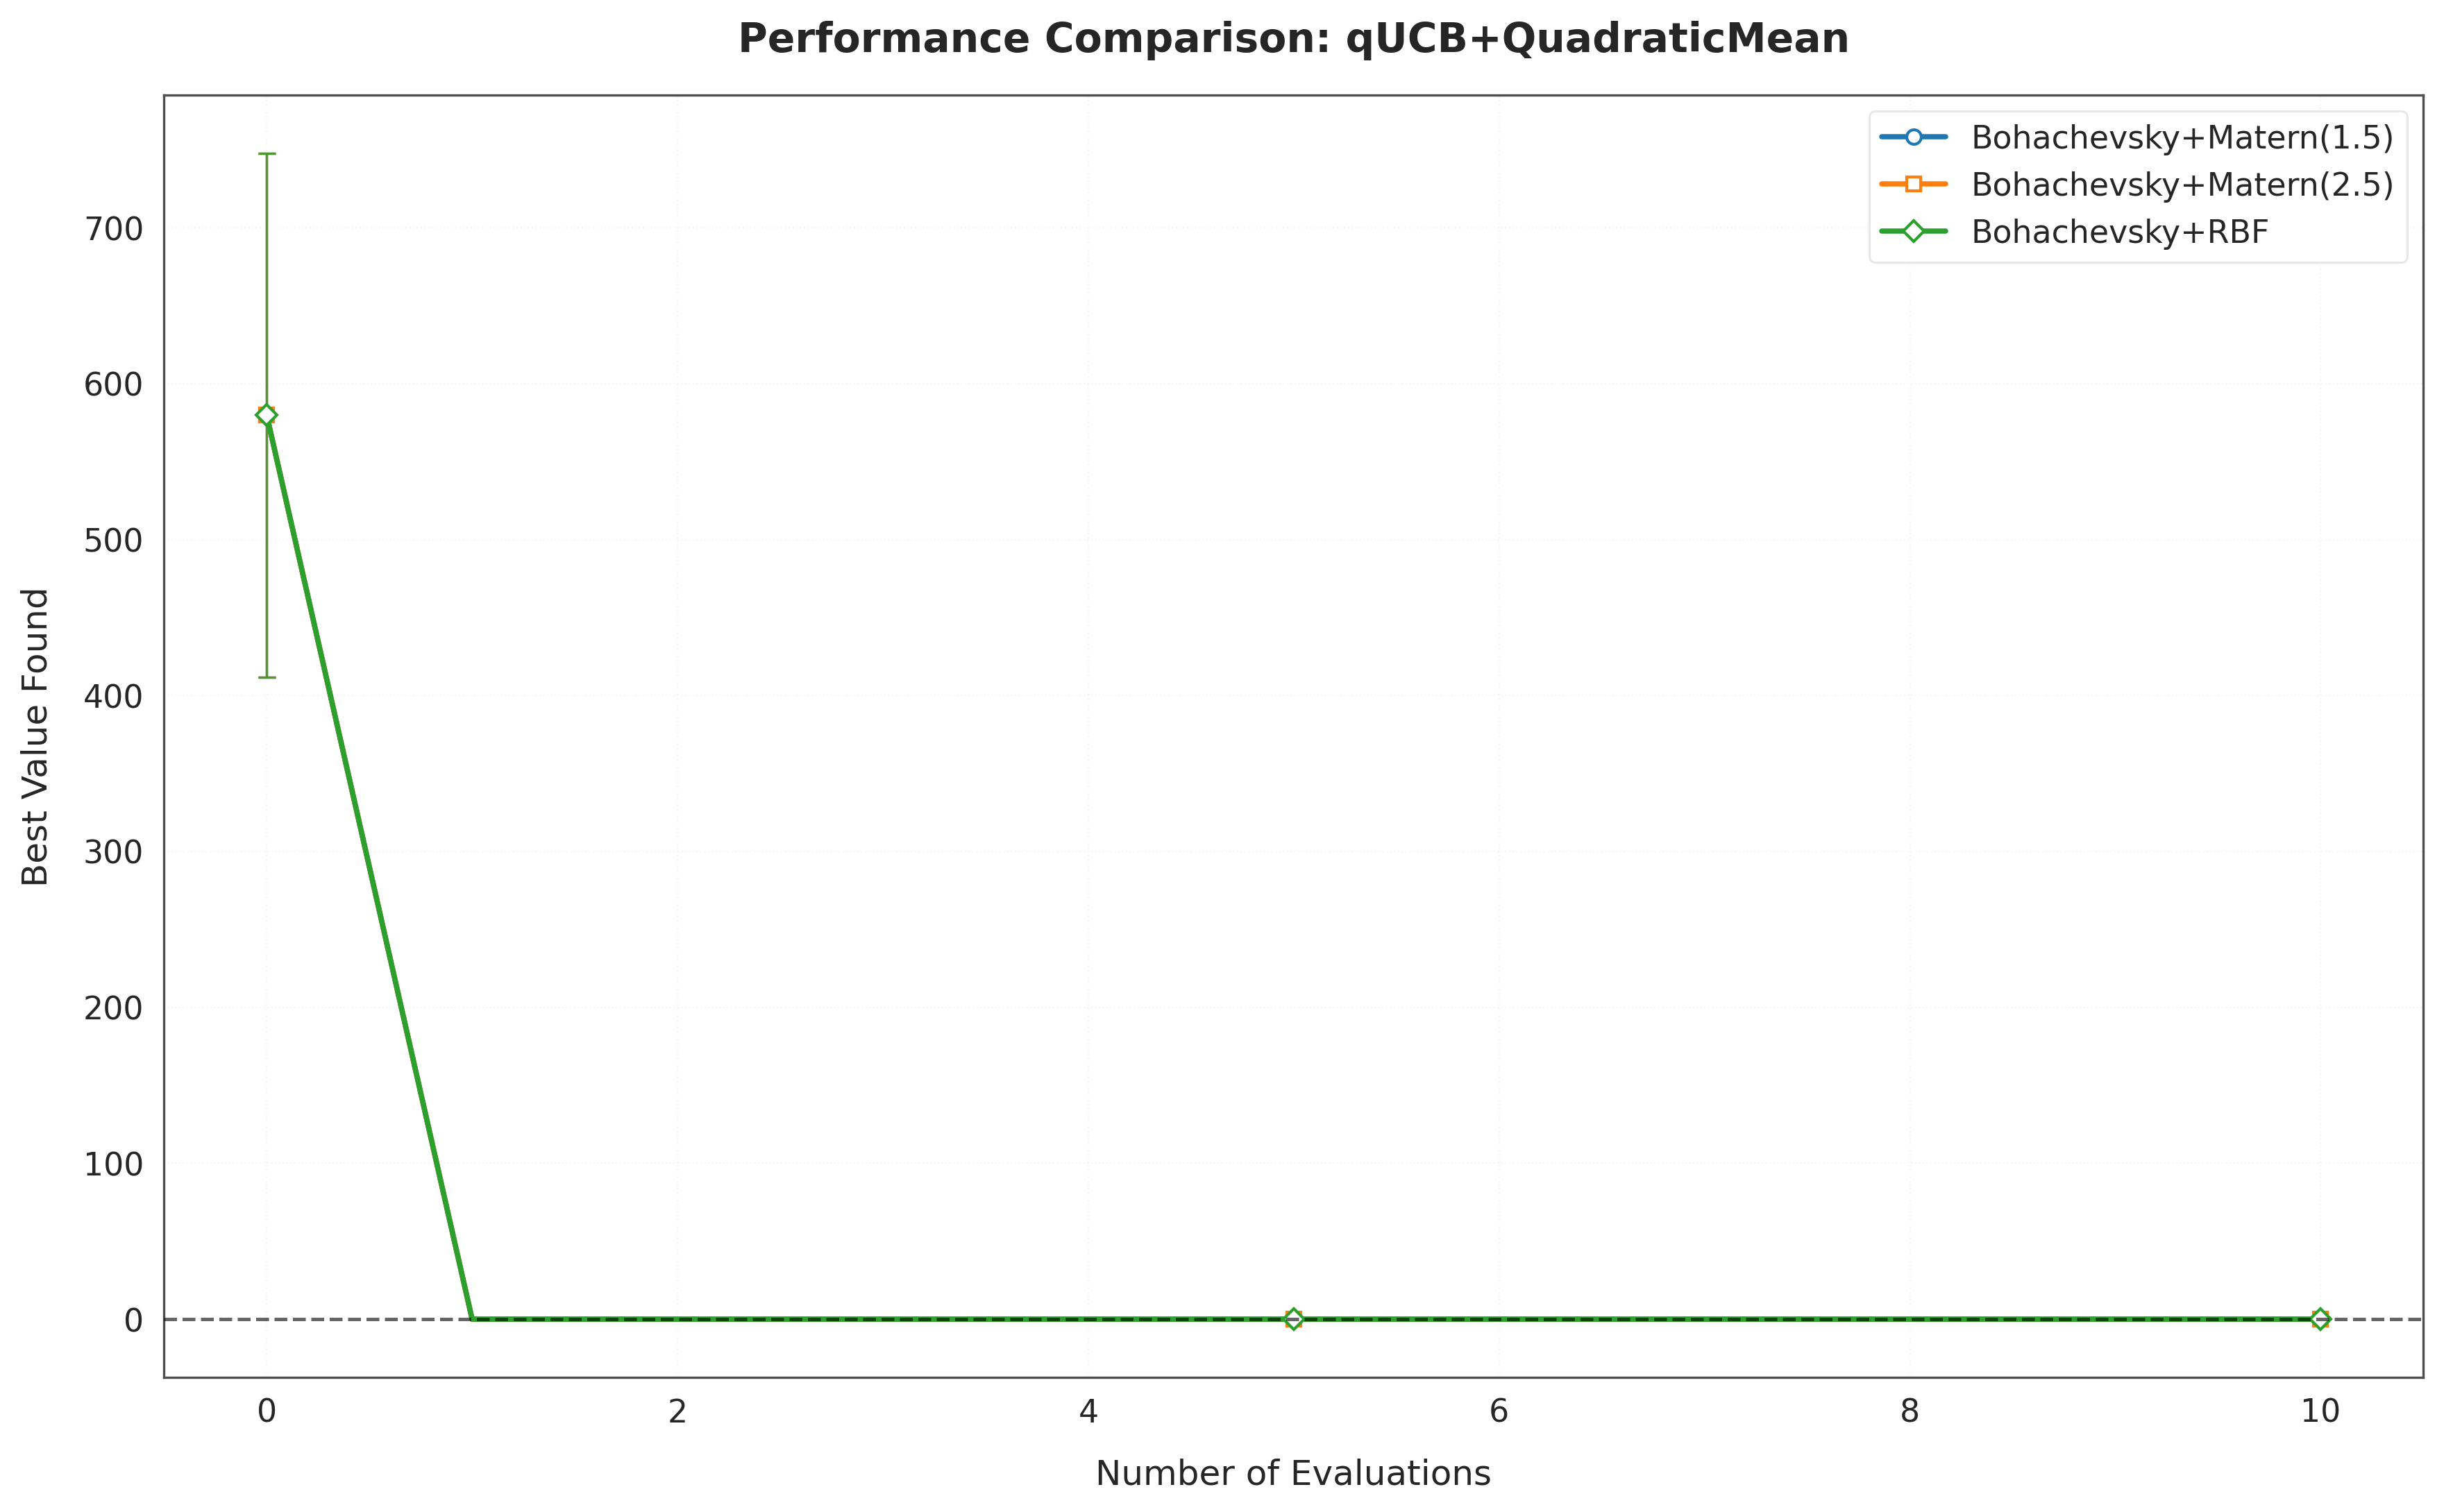 Performance Comparison: qUCB+QuadraticMean
Bohachevsky+Matern(1.5)
Bohachevsky+Matern(2.5)
Bohachevsky+RBF
Best Value Found
700
600
500
400
300
200
100
0
0 2 4 6 8 10
Number of Evaluations